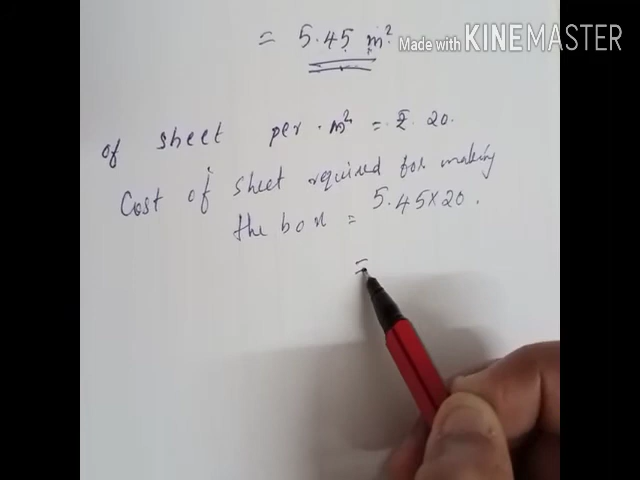 = 5.45 m²
Made with KINEMASTER
of sheet per m² = ₹ 20.
Cost of sheet required for making
the box = 5.45×20.
=